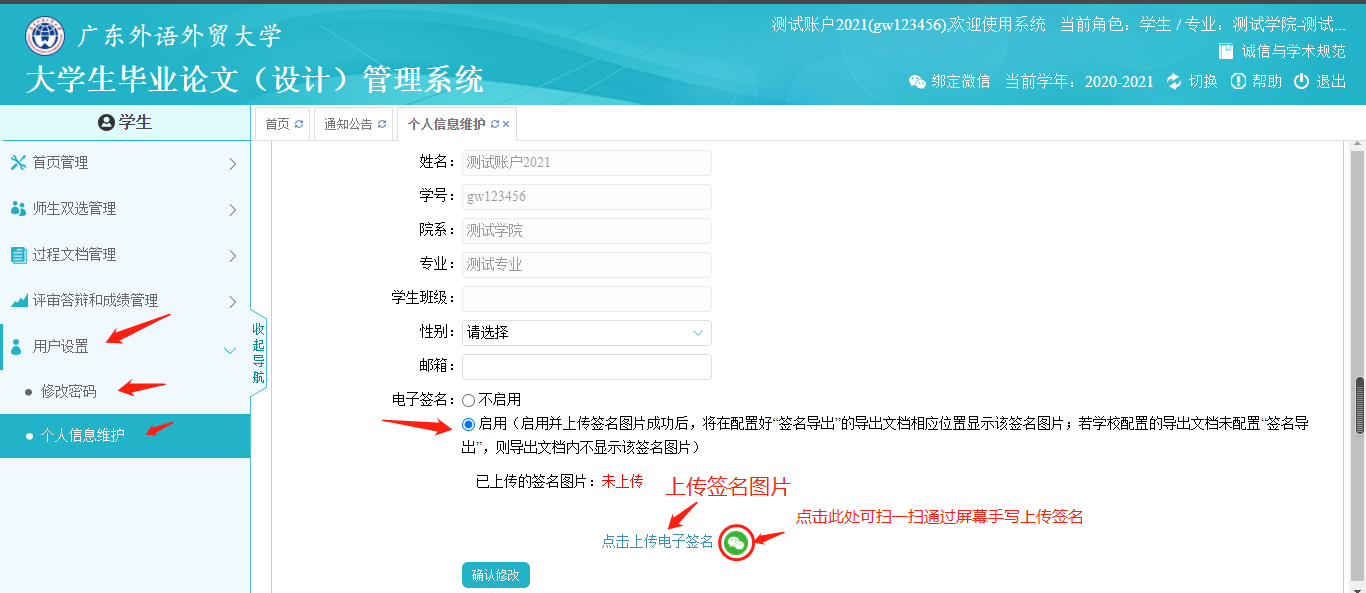 广东外语外贸大学
大学生毕业论文（设计）管理系统
测试账户2021(gw123456),欢迎使用系统 当前角色：学生 / 专业：测试学院-测试...
诚信与学术规范
绑定微信 当前学年：2020-2021 切换 帮助 退出
学生
首页 通知公告 个人信息维护
首页管理
师生双选管理
过程文档管理
评审答辩和成绩管理
用户设置
修改密码
个人信息维护
收起导航
姓名：测试账户2021
学号：gw123456
院系：测试学院
专业：测试专业
学生班级：
性别：请选择
邮箱：
电子签名：不启用
启用（启用并上传签名图片成功后，将在配置好“签名导出”的导出文档相应位置显示该签名图片；若学校配置的导出文档未配置“签名导
出”，则导出文档内不显示该签名图片）
已上传的签名图片：未上传
上传签名图片
点击此处可扫一扫通过屏幕手写上传签名
点击上传电子签名
确认修改